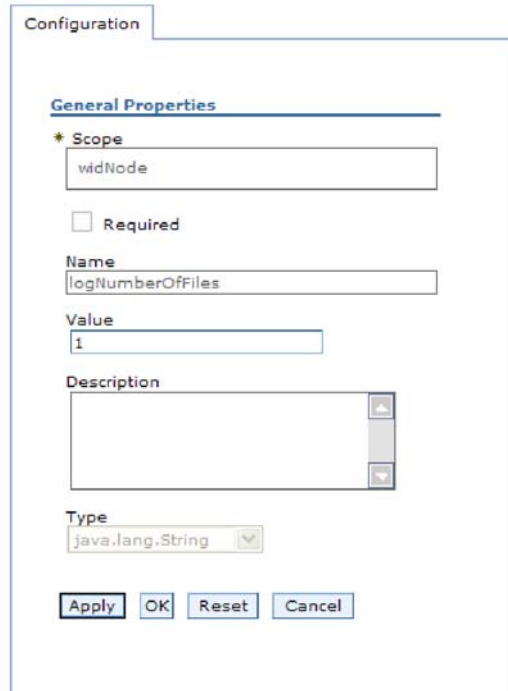 Configuration
General Properties
* Scope
widNode
Required
Name
logNumberOfFiles
Value
1
Description
Type
java.lang.String
Apply OK Reset Cancel